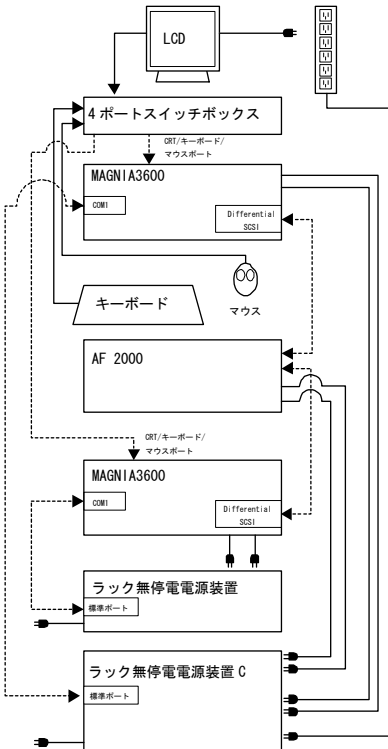 LCD
4 ポートスイッチボックス
CRT/キーボード/
マウスポート
MAGNIA3600
COM1
Differential
SCSI
キーボード
マウス
AF 2000
CRT/キーボード/
マウスポート
MAGNIA3600
COM1
Differential
SCSI
ラック無停電電源装置
標準ポート
ラック無停電電源装置 C
標準ポート